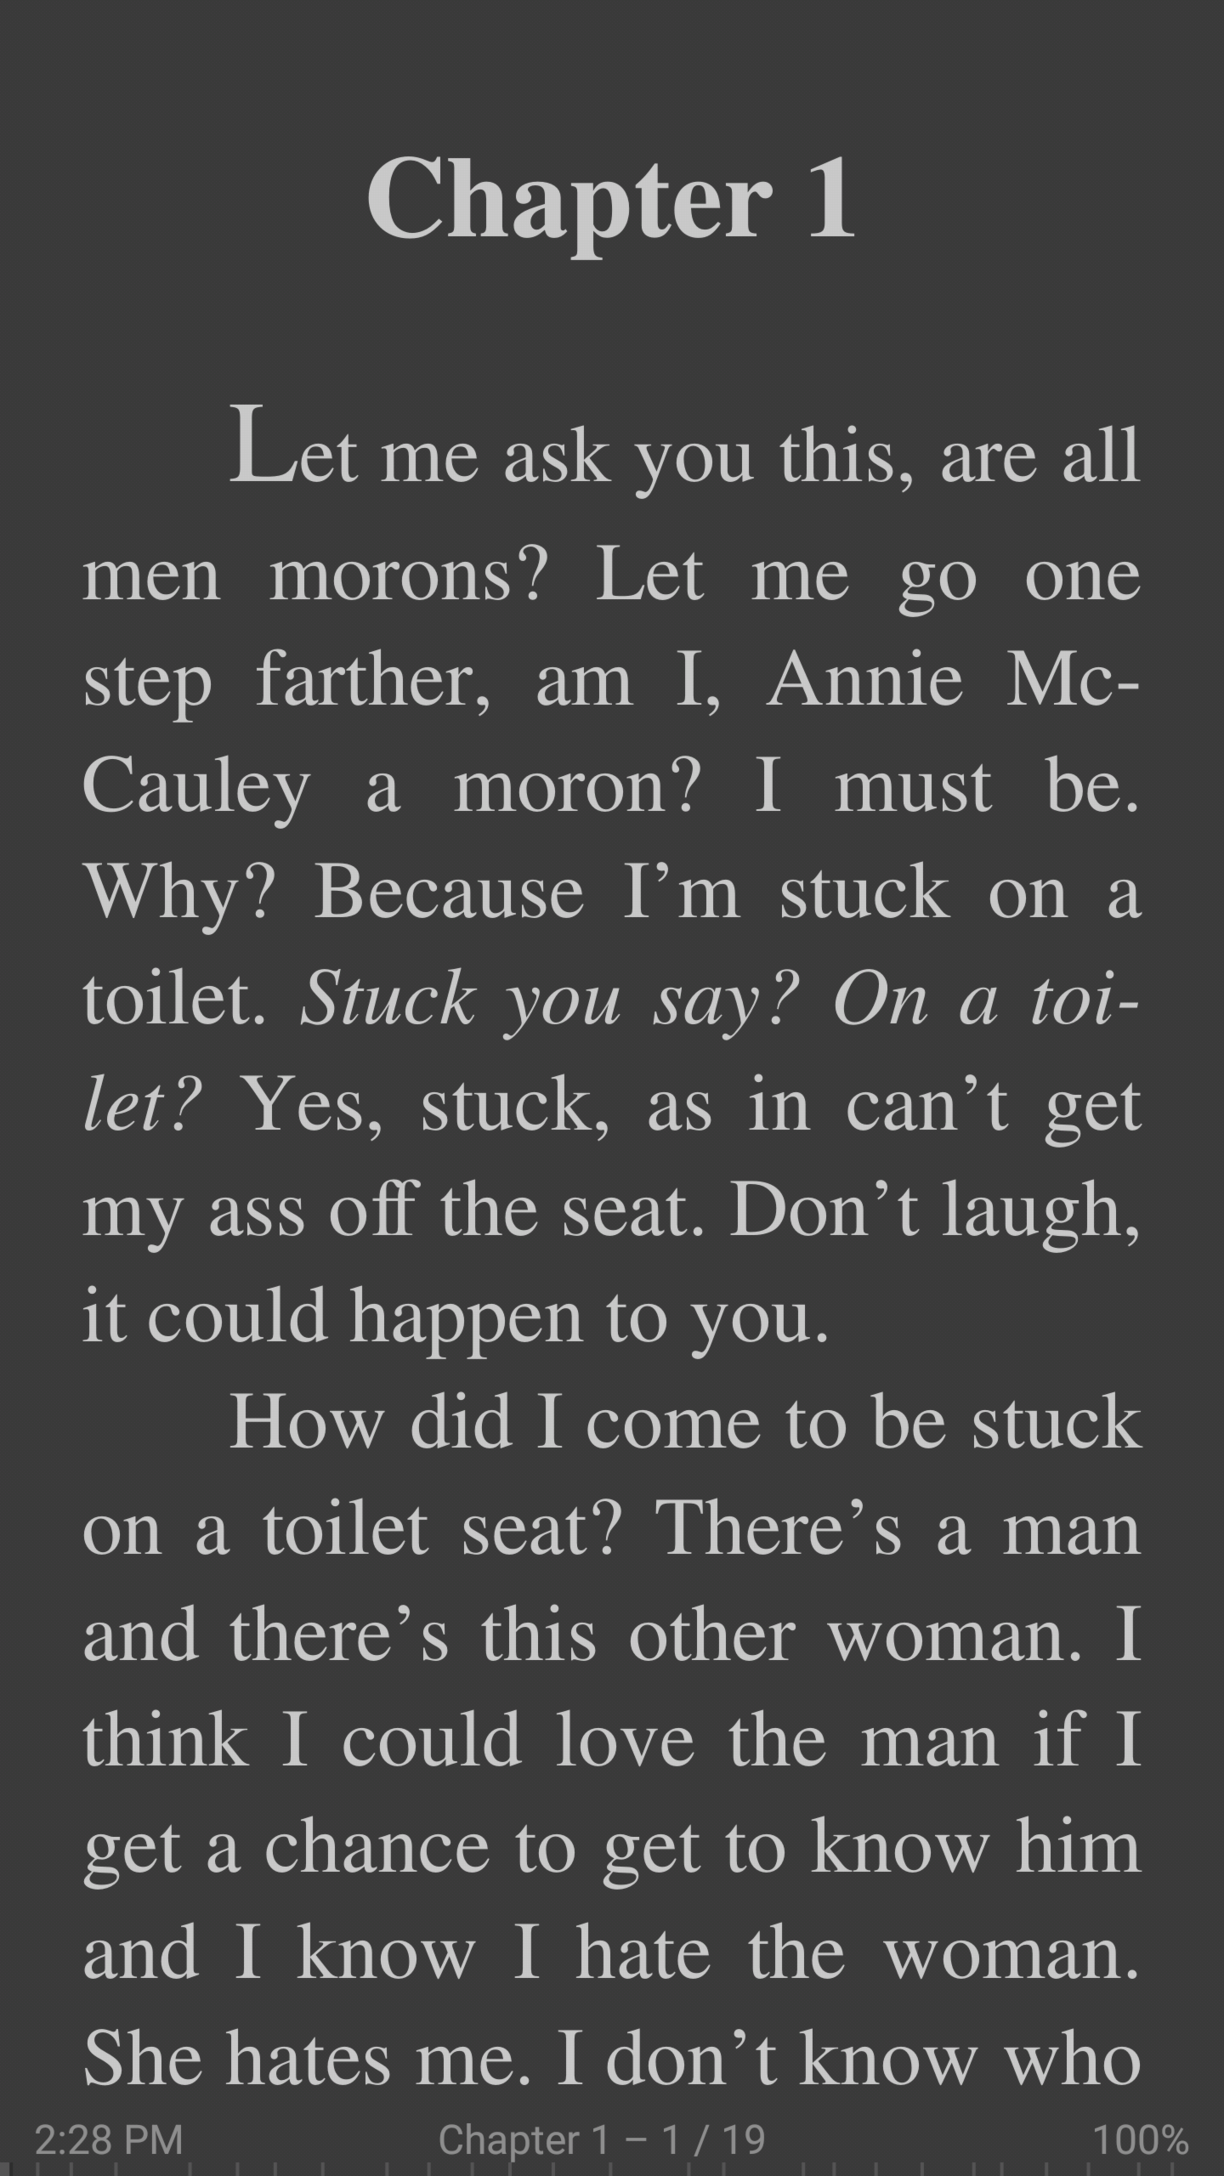 Chapter 1
Let me ask you this, are all
men morons? Let me go one
step farther, am I, Annie Mc-
Cauley a moron? I must be.
Why? Because I’m stuck on a
toilet. Stuck you say? On a toi-
let? Yes, stuck, as in can’t get
my ass off the seat. Don’t laugh,
it could happen to you.
How did I come to be stuck
on a toilet seat? There’s a man
and there’s this other woman. I
think I could love the man if I
get a chance to get to know him
and I know I hate the woman.
She hates me. I don’t know who
2:28 PM Chapter 1 – 1 / 19 100%